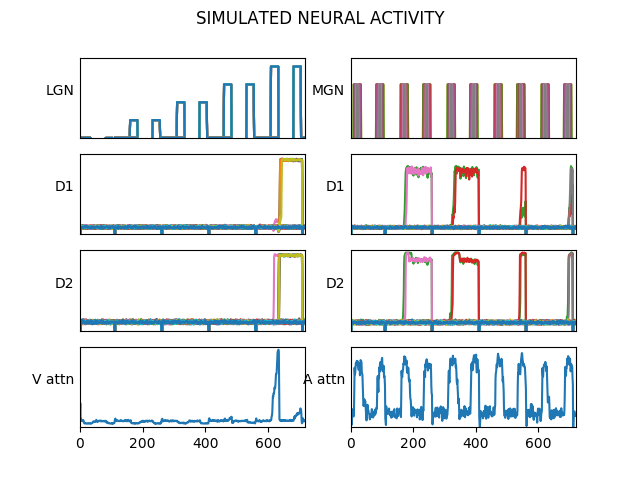 SIMULATED NEURAL ACTIVITY
LGN
MGN
D1
D1
D2
D2
V attn
A attn
0 200 400 600
0 200 400 600